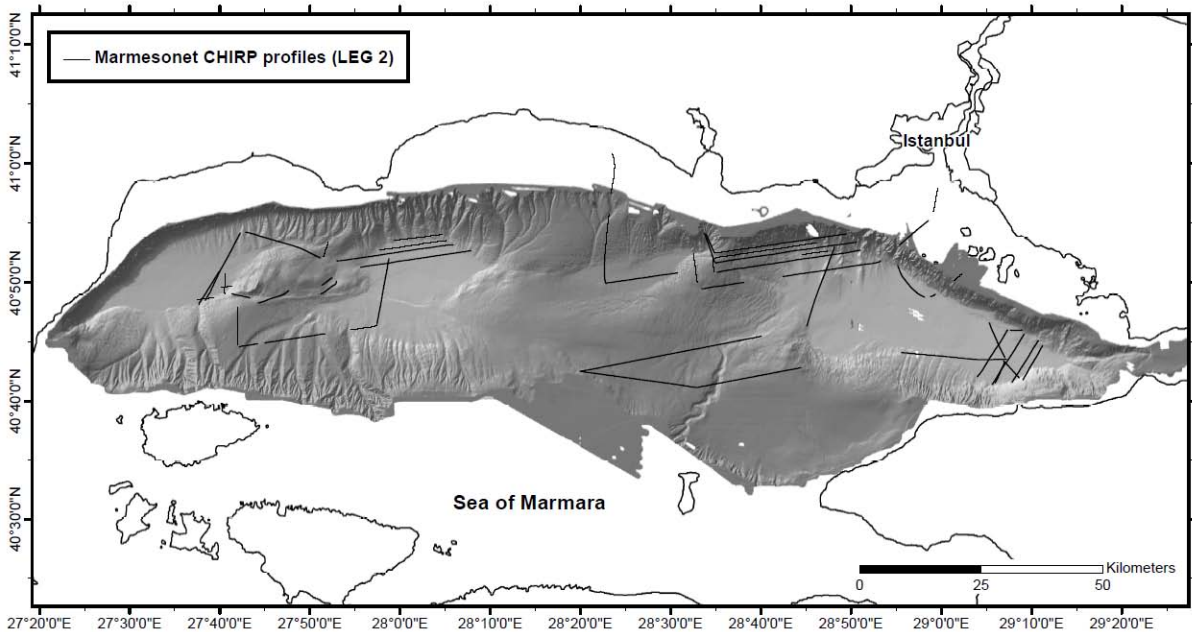 Marmesonet CHIRP profiles (LEG 2)
41°10'0"N
41°0'0"N
40°50'0"N
40°40'0"N
40°30'0"N
Istanbul
Sea of Marmara
Kilometers
0 25 50
27°20'0"E 27°30'0"E 27°40'0"E 27°50'0"E 28°00'0"E 28°10'0"E 28°20'0"E 28°30'0"E 28°40'0"E 28°50'0"E 29°0'0"E 29°10'0"E 29°20'0"E